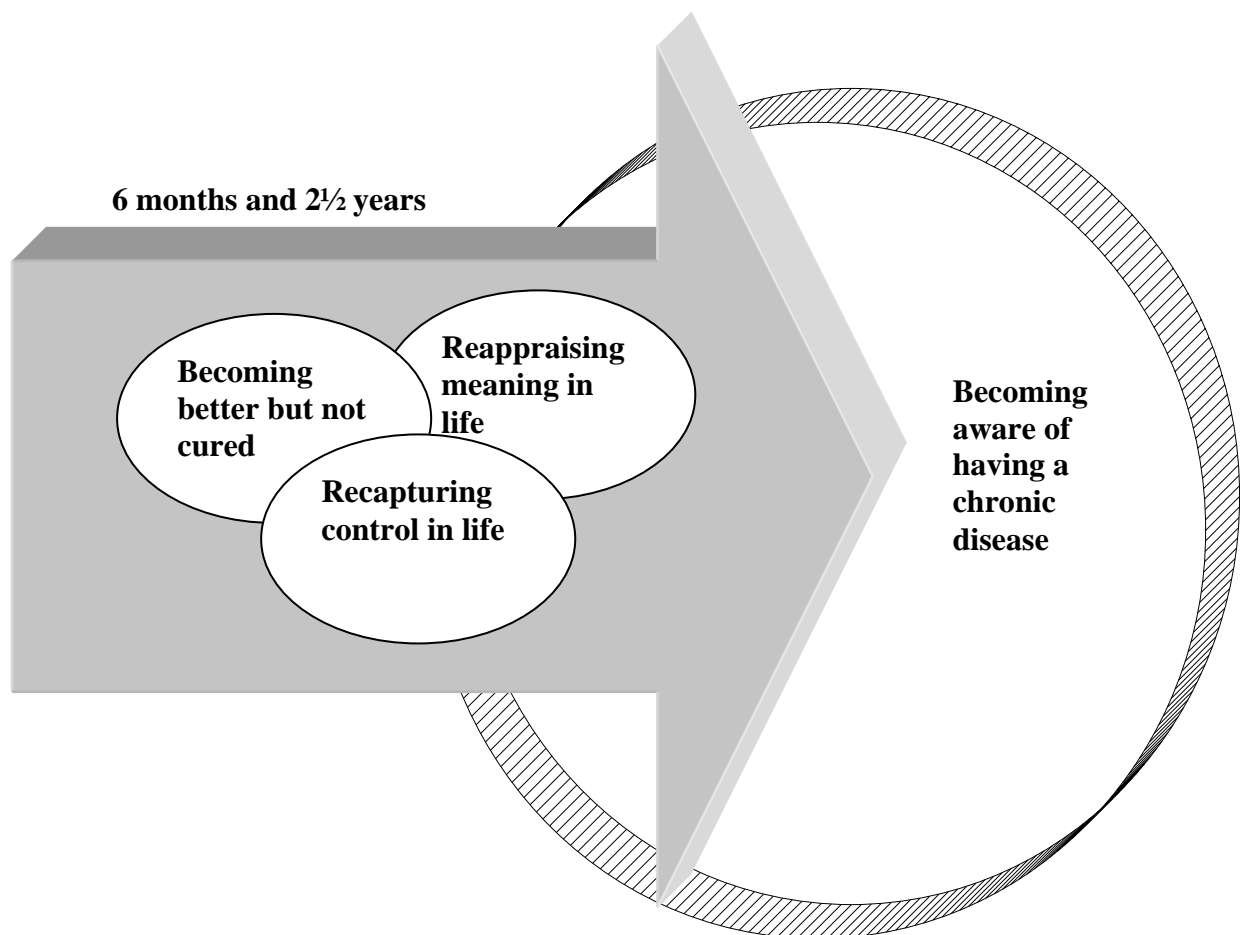 6 months and 2½ years
Becoming
better but not
cured
Reappraising
meaning in
life
Recapturing
control in life
Becoming
aware of
having a
chronic
disease